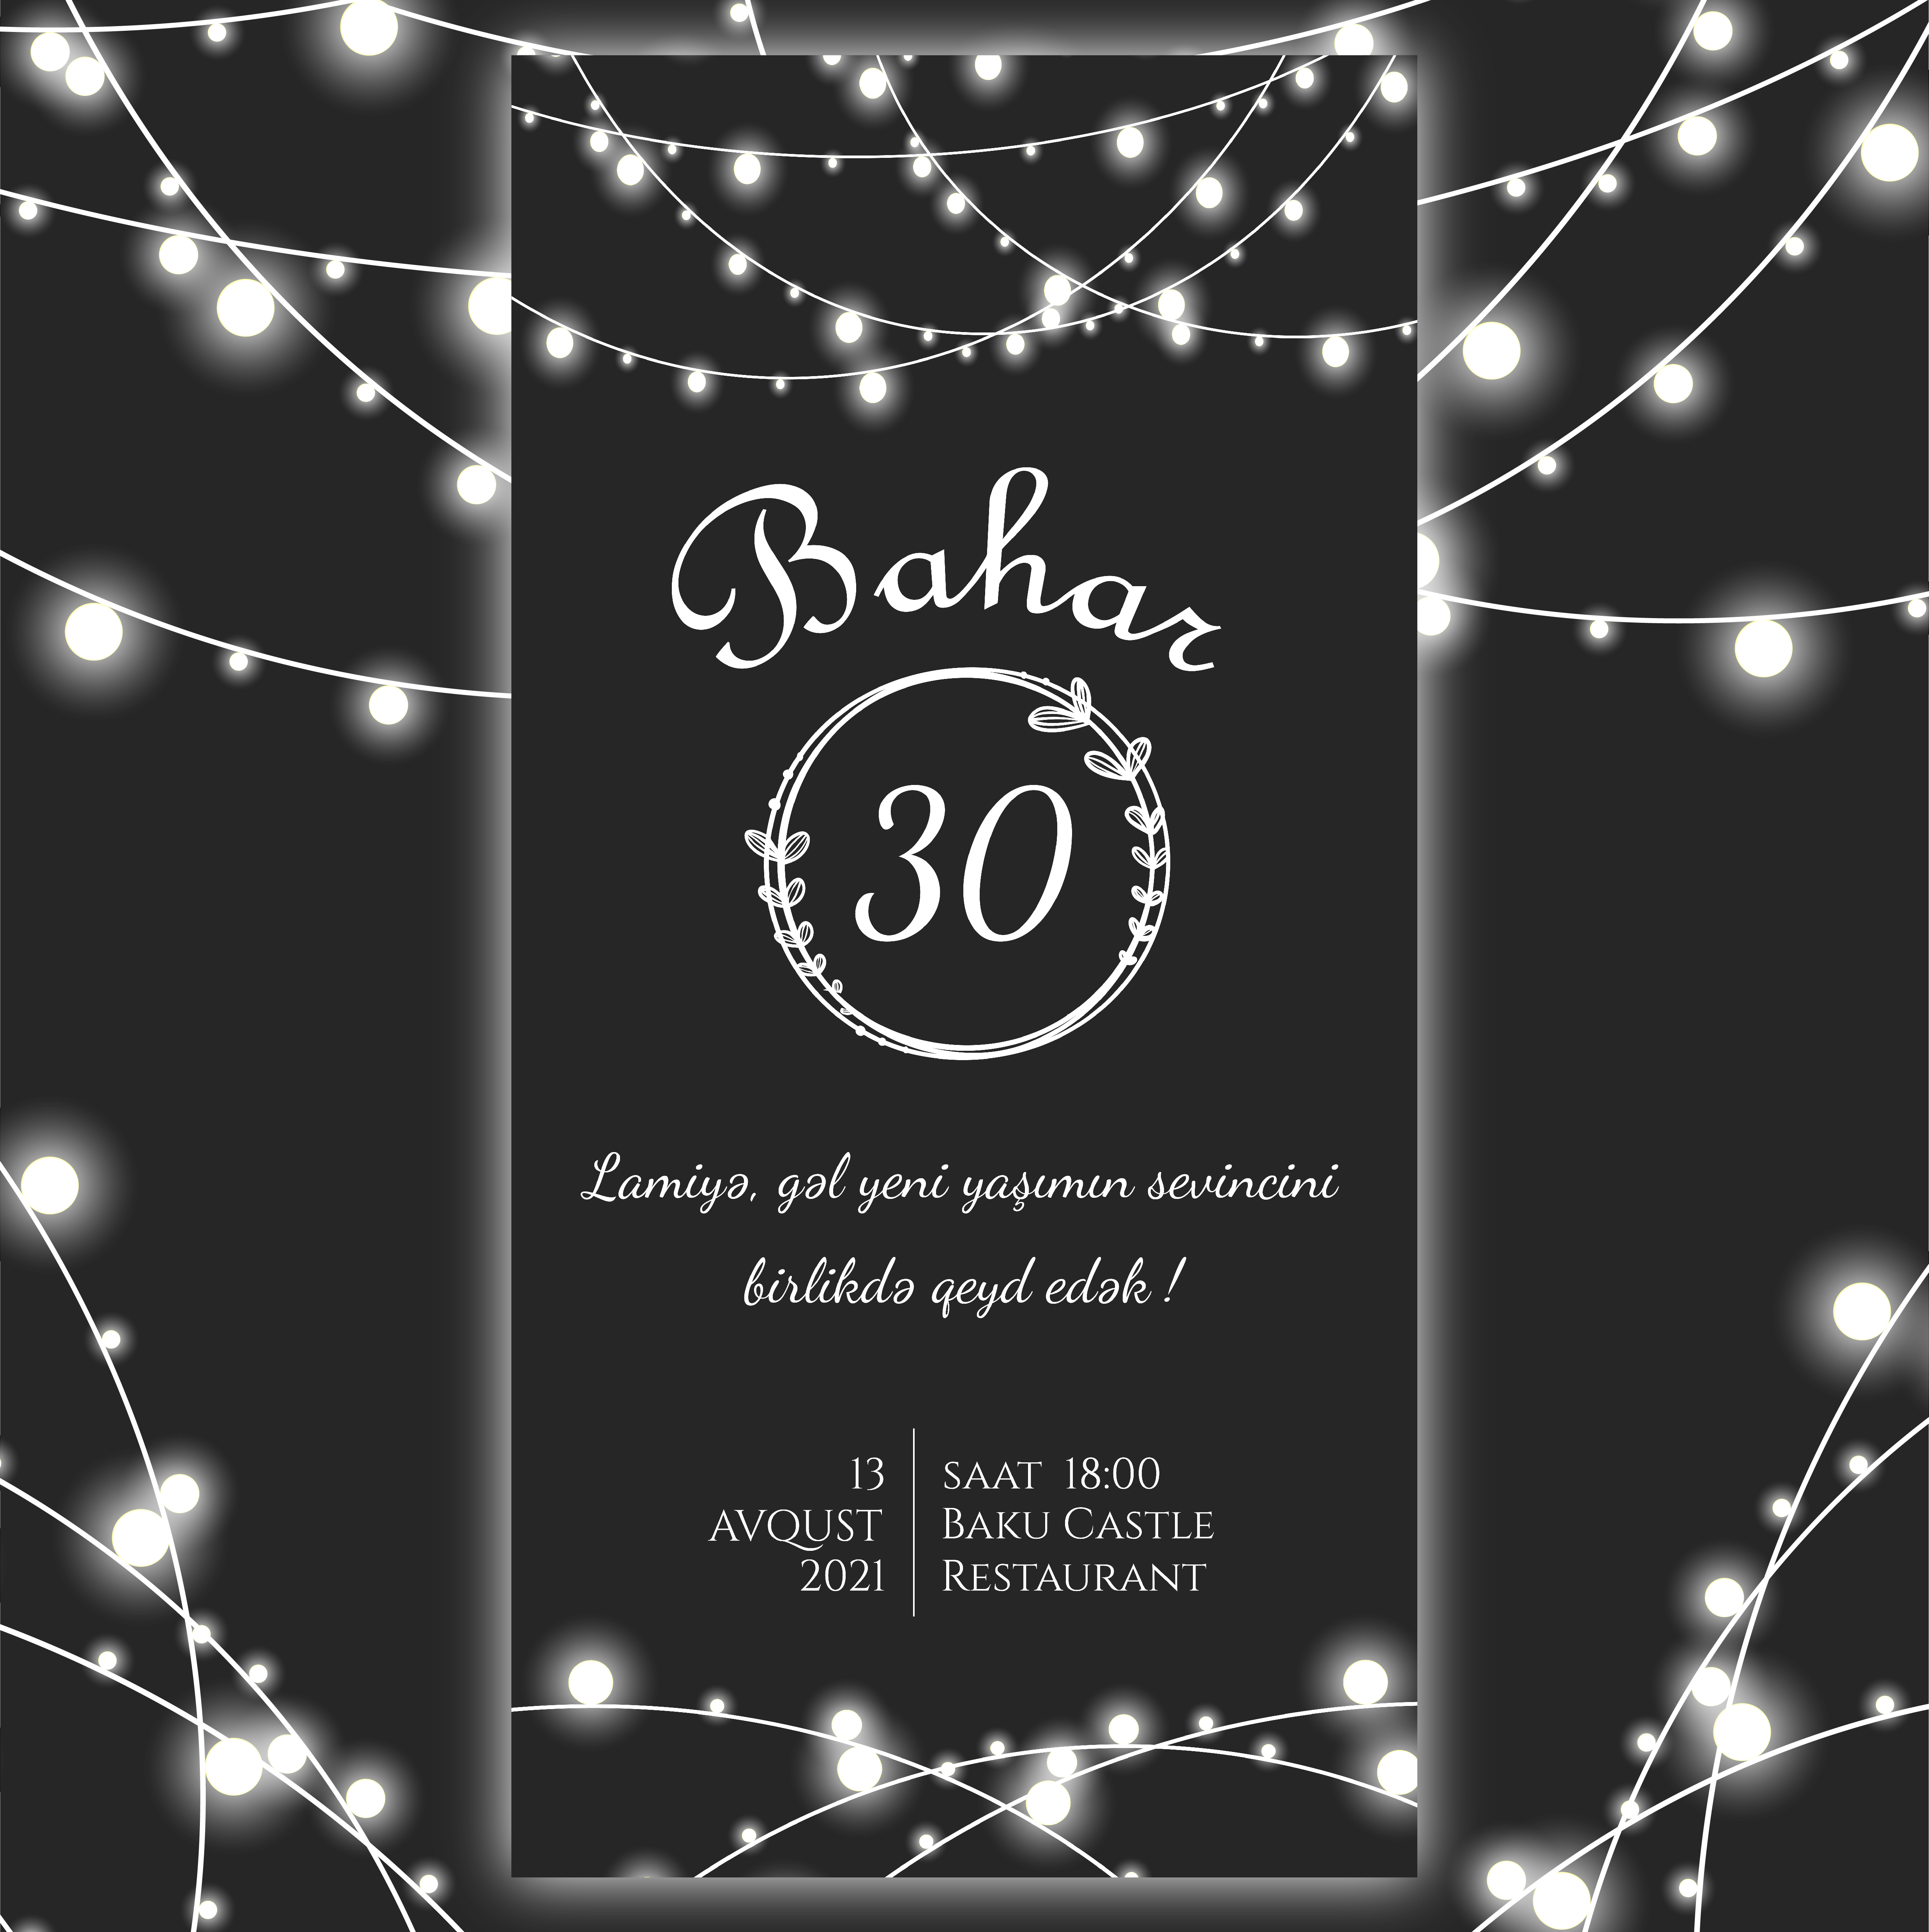 Bahar
30
Lamiyə, gəl yeni yaşımın sevincini
birlikdə qeyd edək !
13
AVQUST
2021
SAAT 18:00
BAKU CASTLE
RESTAURANT